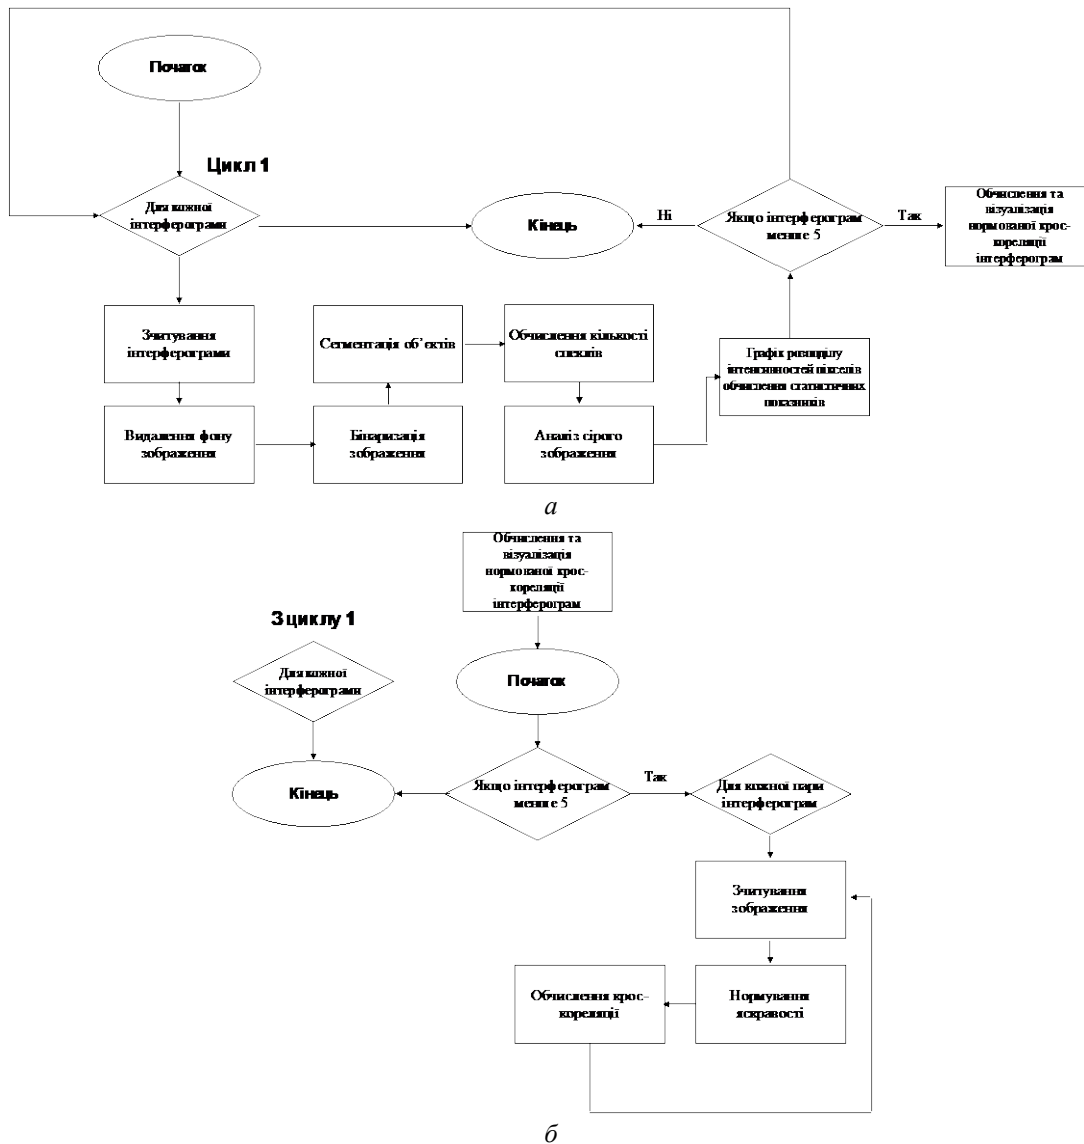 Початок
Цикл 1
Для кожної
інтерферограми
Кінець
Ні
Якщо інтерферограм
менше 5
Так
Обчислення та
візуалізація
нормованої крос-
кореляції
інтерферограм
Зчитування
інтерферограми
Сегментація об’єктів
Обчислення кількості
спеклів
Графік розподілу
інтенсивностей пікселів
обчислення статистичних
показників
Видалення фону
зображення
Бінаризація
зображення
Аналіз сірого
зображення
а
Обчислення та
візуалізація
нормованої крос-
кореляції
інтерферограм
З циклу 1
Для кожної
інтерферограми
Початок
Кінець
Якщо інтерферограм
менше 5
Так
Для кожної пари
інтерферограм
Зчитування
зображення
Обчислення крос-
кореляції
Нормування
яскравості
б